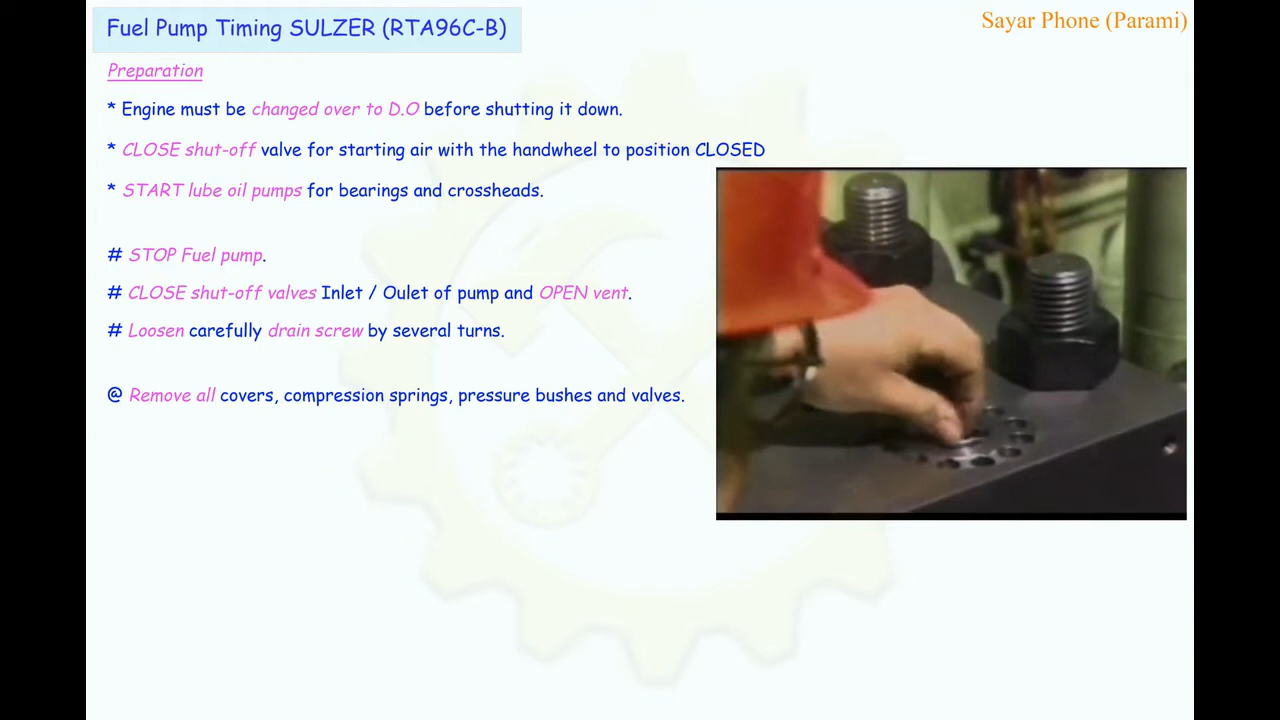 Fuel Pump Timing SULZER (RTA96C-B)
Sayar Phone (Parami)
Preparation
* Engine must be changed over to D.O before shutting it down.
* CLOSE shut-off valve for starting air with the handwheel to position CLOSED
* START lube oil pumps for bearings and crossheads.
# STOP Fuel pump.
# CLOSE shut-off valves Inlet / Oulet of pump and OPEN vent.
# Loosen carefully drain screw by several turns.
@ Remove all covers, compression springs, pressure bushes and valves.